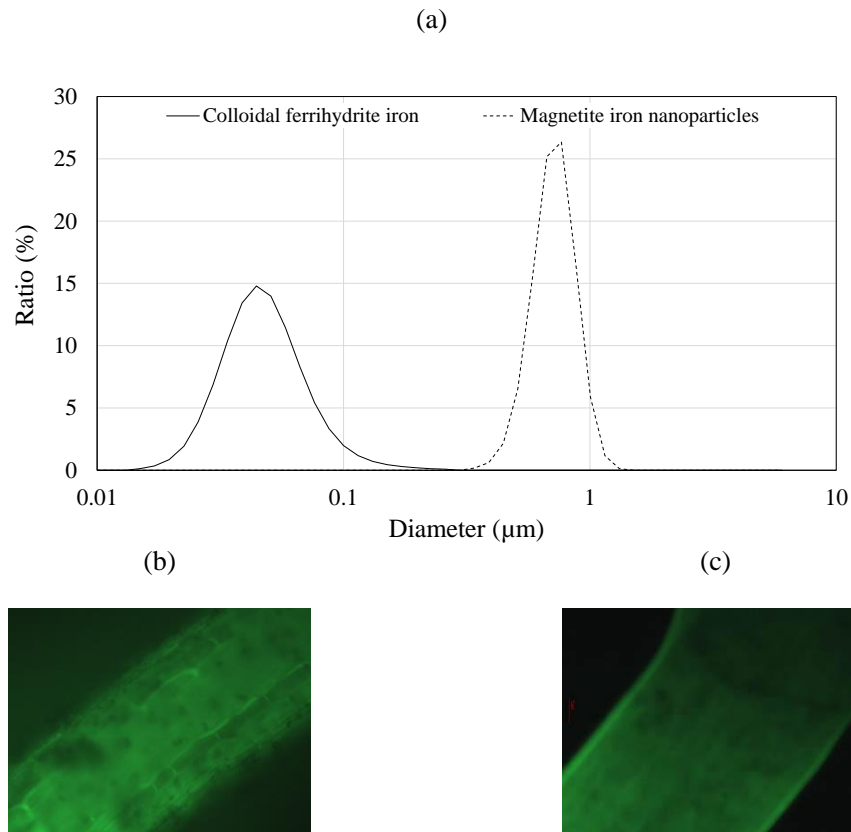 (a)
30
25
20
15
10
5
0
Ratio (%)
Colloidal ferrihydrite iron
Magnetite iron nanoparticles
0.01
0.1
1
10
Diameter (µm)
(b)
(c)